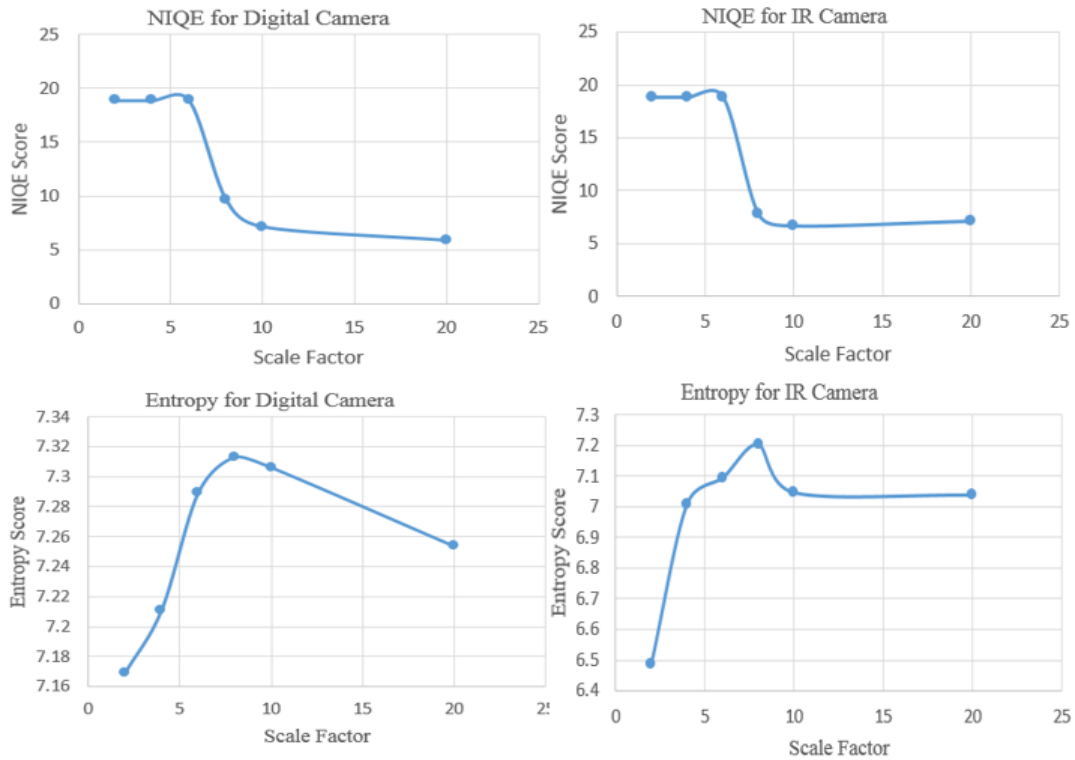 NIQE for Digital Camera
25
20
15
10
5
0
NIQE Score
0 5 10 15 20 25
Scale Factor
NIQE for IR Camera
25
20
15
10
5
0
NIQE Score
0 5 10 15 20 25
Scale Factor
Entropy for Digital Camera
7.34
7.32
7.3
7.28
7.26
7.24
7.22
7.2
7.18
7.16
Entropy Score
0 5 10 15 20 25
Scale Factor
Entropy for IR Camera
7.3
7.2
7.1
7
6.9
6.8
6.7
6.6
6.5
6.4
Entropy Score
0 5 10 15 20 25
Scale Factor